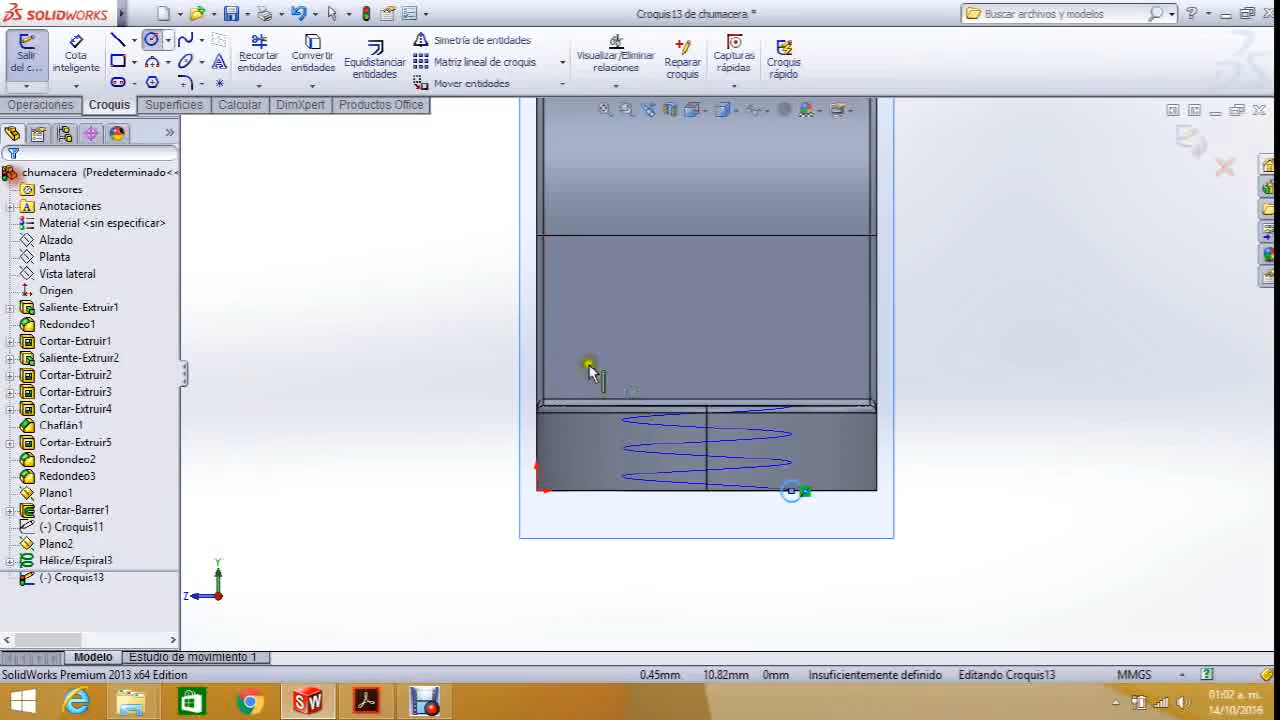 SOLIDWORKS
Croquis13 de chumacera *
Buscar archivos y modelos
Salir del c...
Cota inteligente
Recortar entidades
Convertir entidades
Equidistanciar entidades
Simetría de entidades
Matriz lineal de croquis
Mover entidades
Visualizar/Eliminar relaciones
Reparar croquis
Capturas rápidas
Croquis rápido
Operaciones
Croquis
Superficies
Calcular
DimXpert
Productos Office
chumacera (Predeterminado<<
Sensores
Anotaciones
Material <sin especificar>
Alzado
Planta
Vista lateral
Origen
Saliente-Extruir1
Redondeo1
Cortar-Extruir1
Saliente-Extruir2
Cortar-Extruir2
Cortar-Extruir3
Cortar-Extruir4
Chaflán1
Cortar-Extruir5
Redondeo2
Redondeo3
Plano1
Cortar-Barrer1
(-) Croquis11
Plano2
Hélice/Espiral3
(-) Croquis13
Y
Z
Modelo
Estudio de movimiento 1
SolidWorks Premium 2013 x64 Edition
0.45mm
10.82mm
0mm
Insuficientemente definido
Editando Croquis13
MMGS
01:02 a. m.
14/10/2016